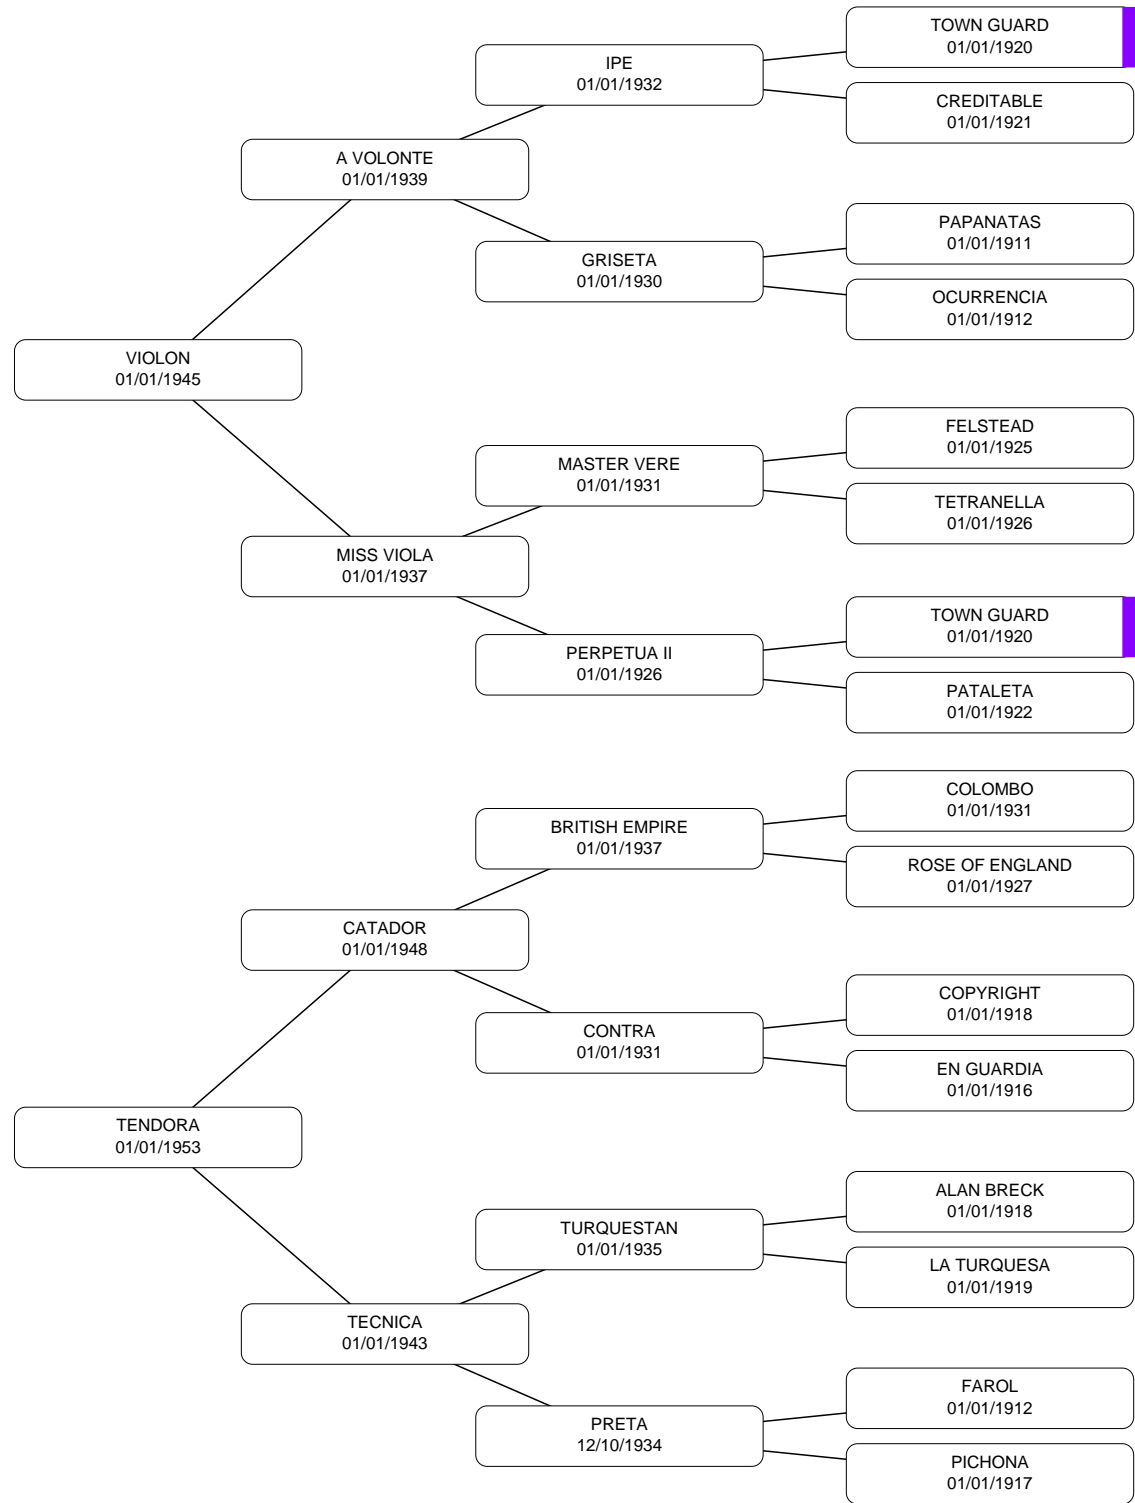 TOWN GUARD
01/01/1920
IPE
01/01/1932
CREDITABLE
01/01/1921
A VOLONTE
01/01/1939
PAPANATAS
01/01/1911
GRISETA
01/01/1930
OCURRENCIA
01/01/1912
VIOLON
01/01/1945
FELSTEAD
01/01/1925
MASTER VERE
01/01/1931
TETRANELLA
01/01/1926
MISS VIOLA
01/01/1937
TOWN GUARD
01/01/1920
PERPETUA II
01/01/1926
PATALETA
01/01/1922
COLOMBO
01/01/1931
BRITISH EMPIRE
01/01/1937
ROSE OF ENGLAND
01/01/1927
CATADOR
01/01/1948
COPYRIGHT
01/01/1918
CONTRA
01/01/1931
EN GUARDIA
01/01/1916
TENDORA
01/01/1953
ALAN BRECK
01/01/1918
TURQUESTAN
01/01/1935
LA TURQUESA
01/01/1919
TECNICA
01/01/1943
FAROL
01/01/1912
PRETA
12/10/1934
PICHONA
01/01/1917